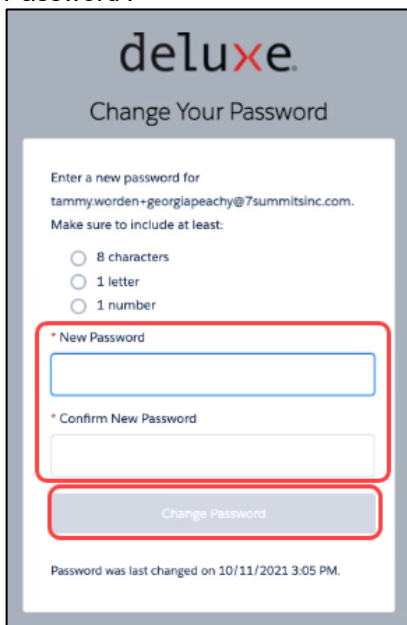 deluxe.
Change Your Password
Enter a new password for
tammy.worden+georgiapeachy@7summitsinc.com.
Make sure to include at least:
8 characters
1 letter
1 number
* New Password
* Confirm New Password
Change Password
Password was last changed on 10/11/2021 3:05 PM.